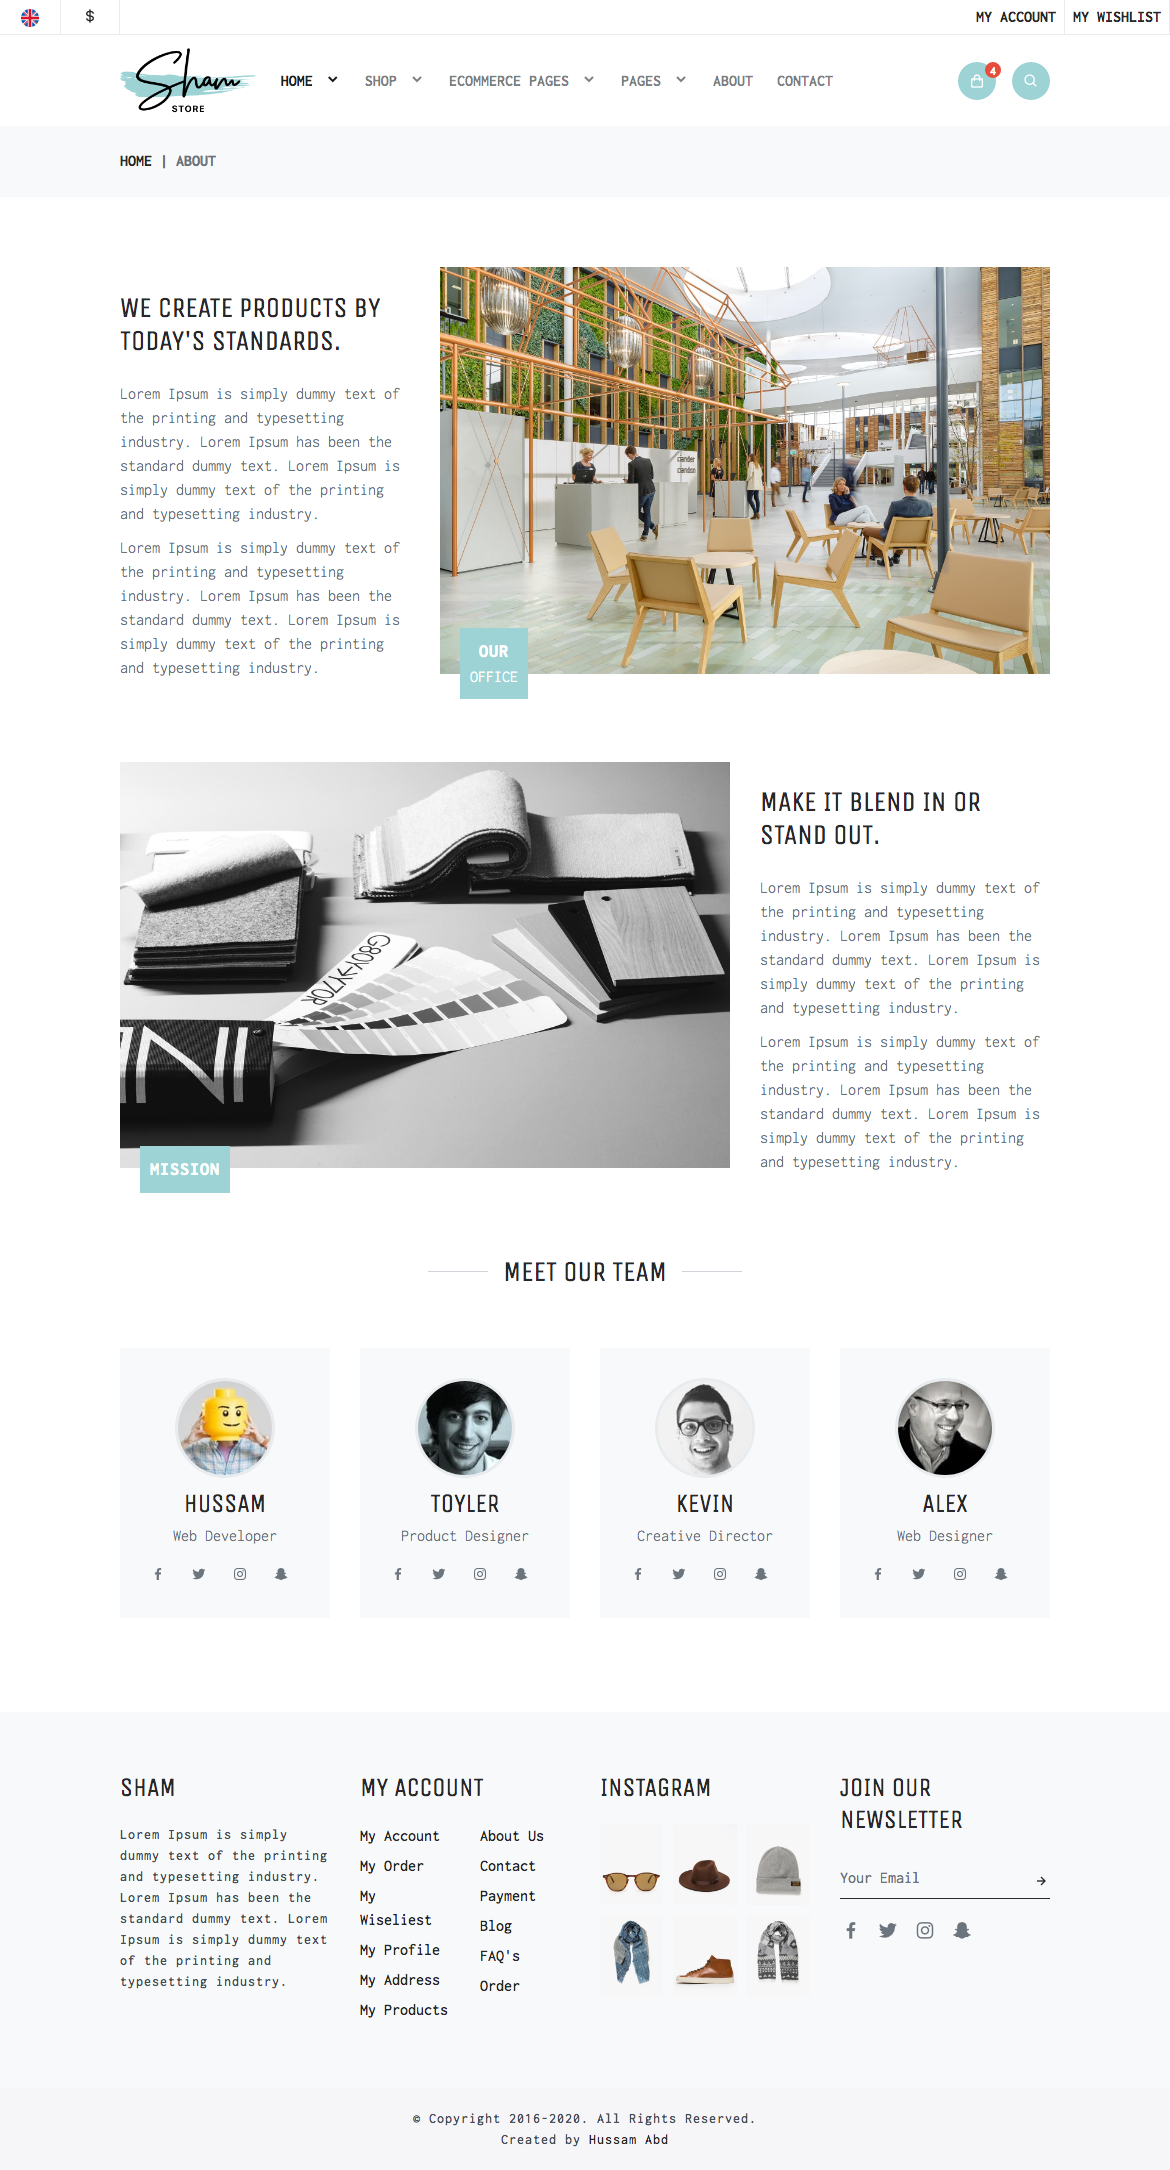 $
MY ACCOUNT
MY WISHLIST
Sham
STORE
HOME
SHOP
ECOMMERCE PAGES
PAGES
ABOUT
CONTACT
4
HOME | ABOUT
WE CREATE PRODUCTS BY
TODAY'S STANDARDS.
Lorem Ipsum is simply dummy text of
the printing and typesetting
industry. Lorem Ipsum has been the
standard dummy text. Lorem Ipsum is
simply dummy text of the printing
and typesetting industry.
Lorem Ipsum is simply dummy text of
the printing and typesetting
industry. Lorem Ipsum has been the
standard dummy text. Lorem Ipsum is
simply dummy text of the printing
and typesetting industry.
OUR
OFFICE
G80Y>Y70R
INI
MISSION
MAKE IT BLEND IN OR
STAND OUT.
Lorem Ipsum is simply dummy text of
the printing and typesetting
industry. Lorem Ipsum has been the
standard dummy text. Lorem Ipsum is
simply dummy text of the printing
and typesetting industry.
Lorem Ipsum is simply dummy text of
the printing and typesetting
industry. Lorem Ipsum has been the
standard dummy text. Lorem Ipsum is
simply dummy text of the printing
and typesetting industry.
MEET OUR TEAM
HUSSAM
Web Developer
TOYLER
Product Designer
KEVIN
Creative Director
ALEX
Web Designer
SHAM
Lorem Ipsum is simply
dummy text of the printing
and typesetting industry.
Lorem Ipsum has been the
standard dummy text. Lorem
Ipsum is simply dummy text
of the printing and
typesetting industry.
MY ACCOUNT
My Account
My Order
My
Wiseliest
My Profile
My Address
My Products
About Us
Contact
Payment
Blog
FAQ's
Order
INSTAGRAM
JOIN OUR
NEWSLETTER
Your Email
© Copyright 2016-2020. All Rights Reserved.
Created by Hussam Abd